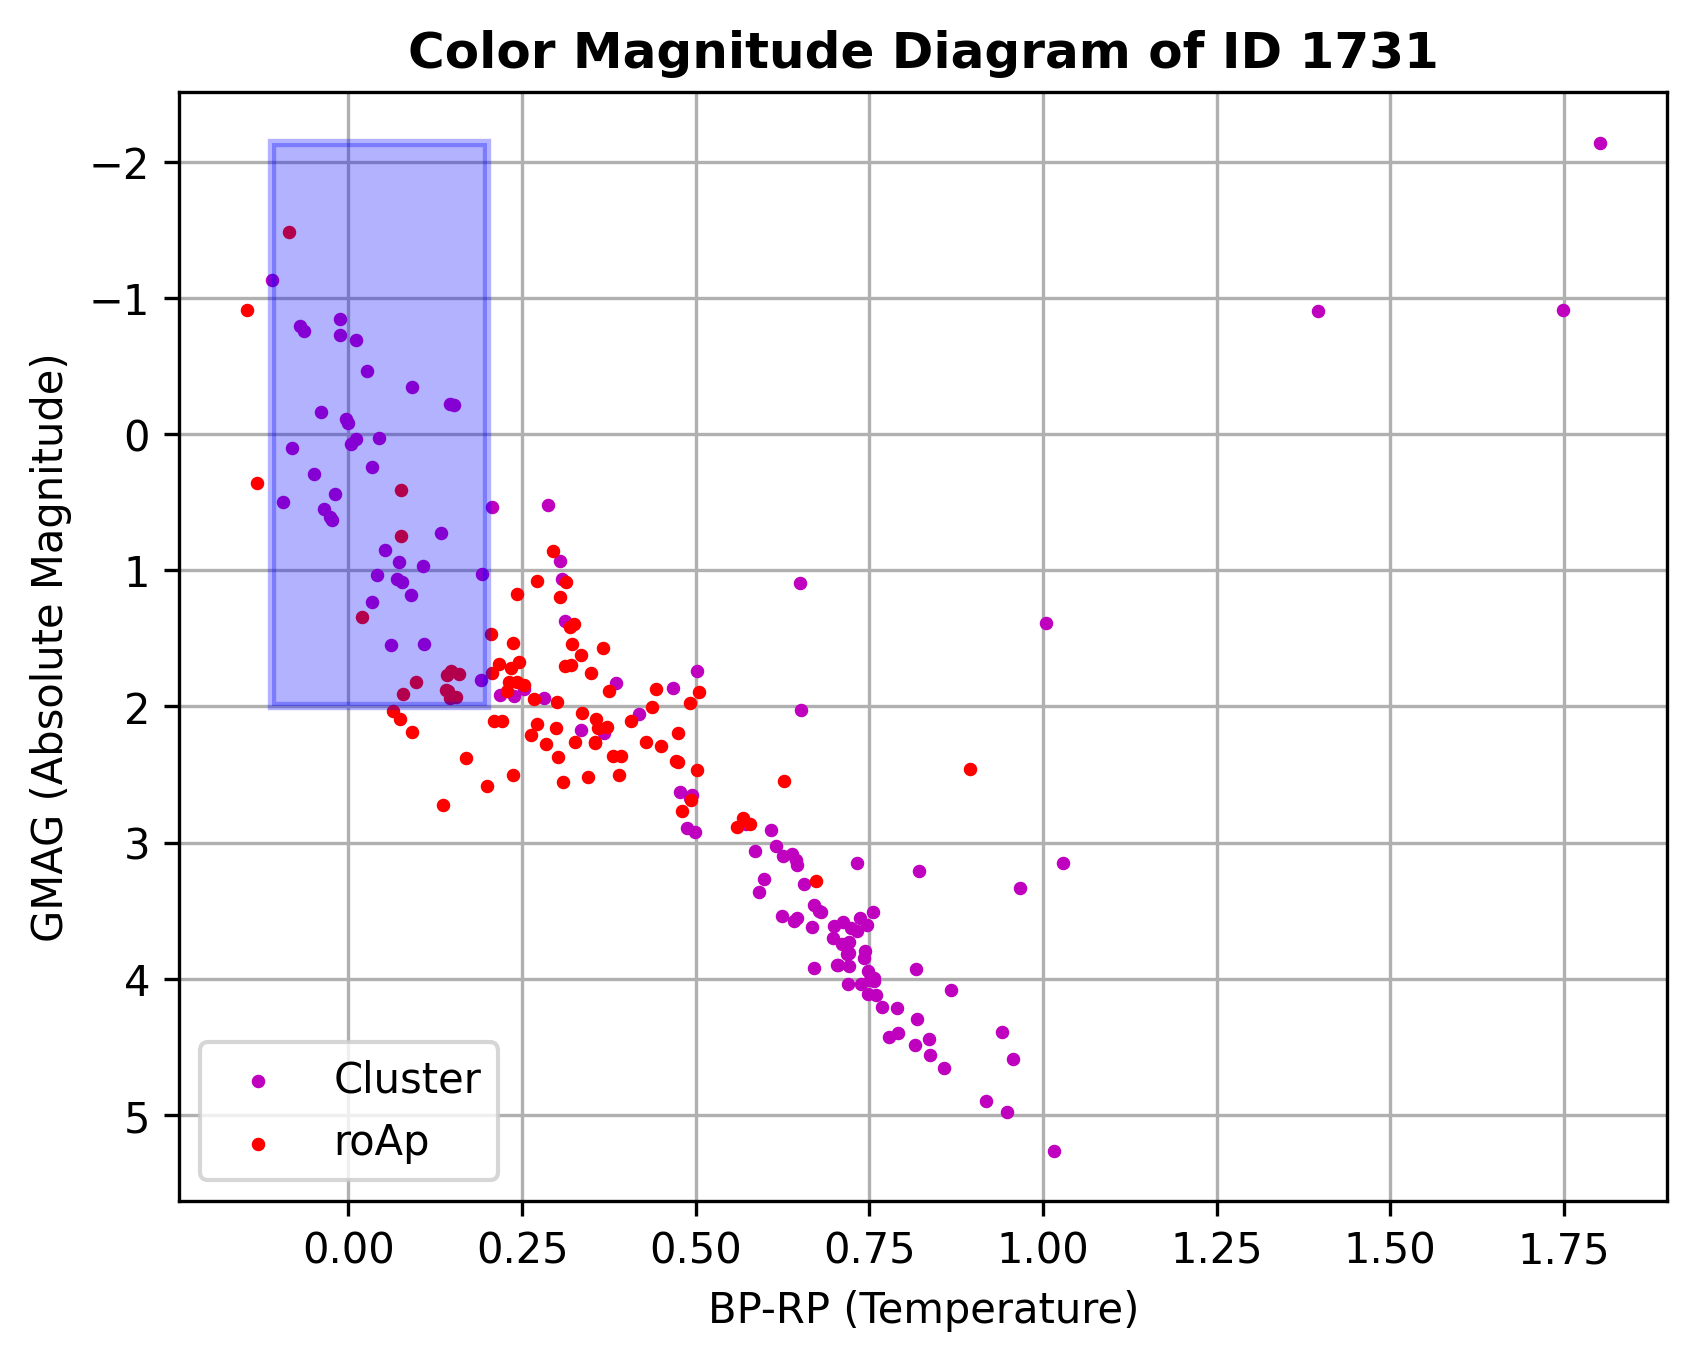 Color Magnitude Diagram of ID 1731
GMAG (Absolute Magnitude)
−2
−1
0
1
2
3
4
5
Cluster
roAp
0.00 0.25 0.50 0.75 1.00 1.25 1.50 1.75
BP-RP (Temperature)